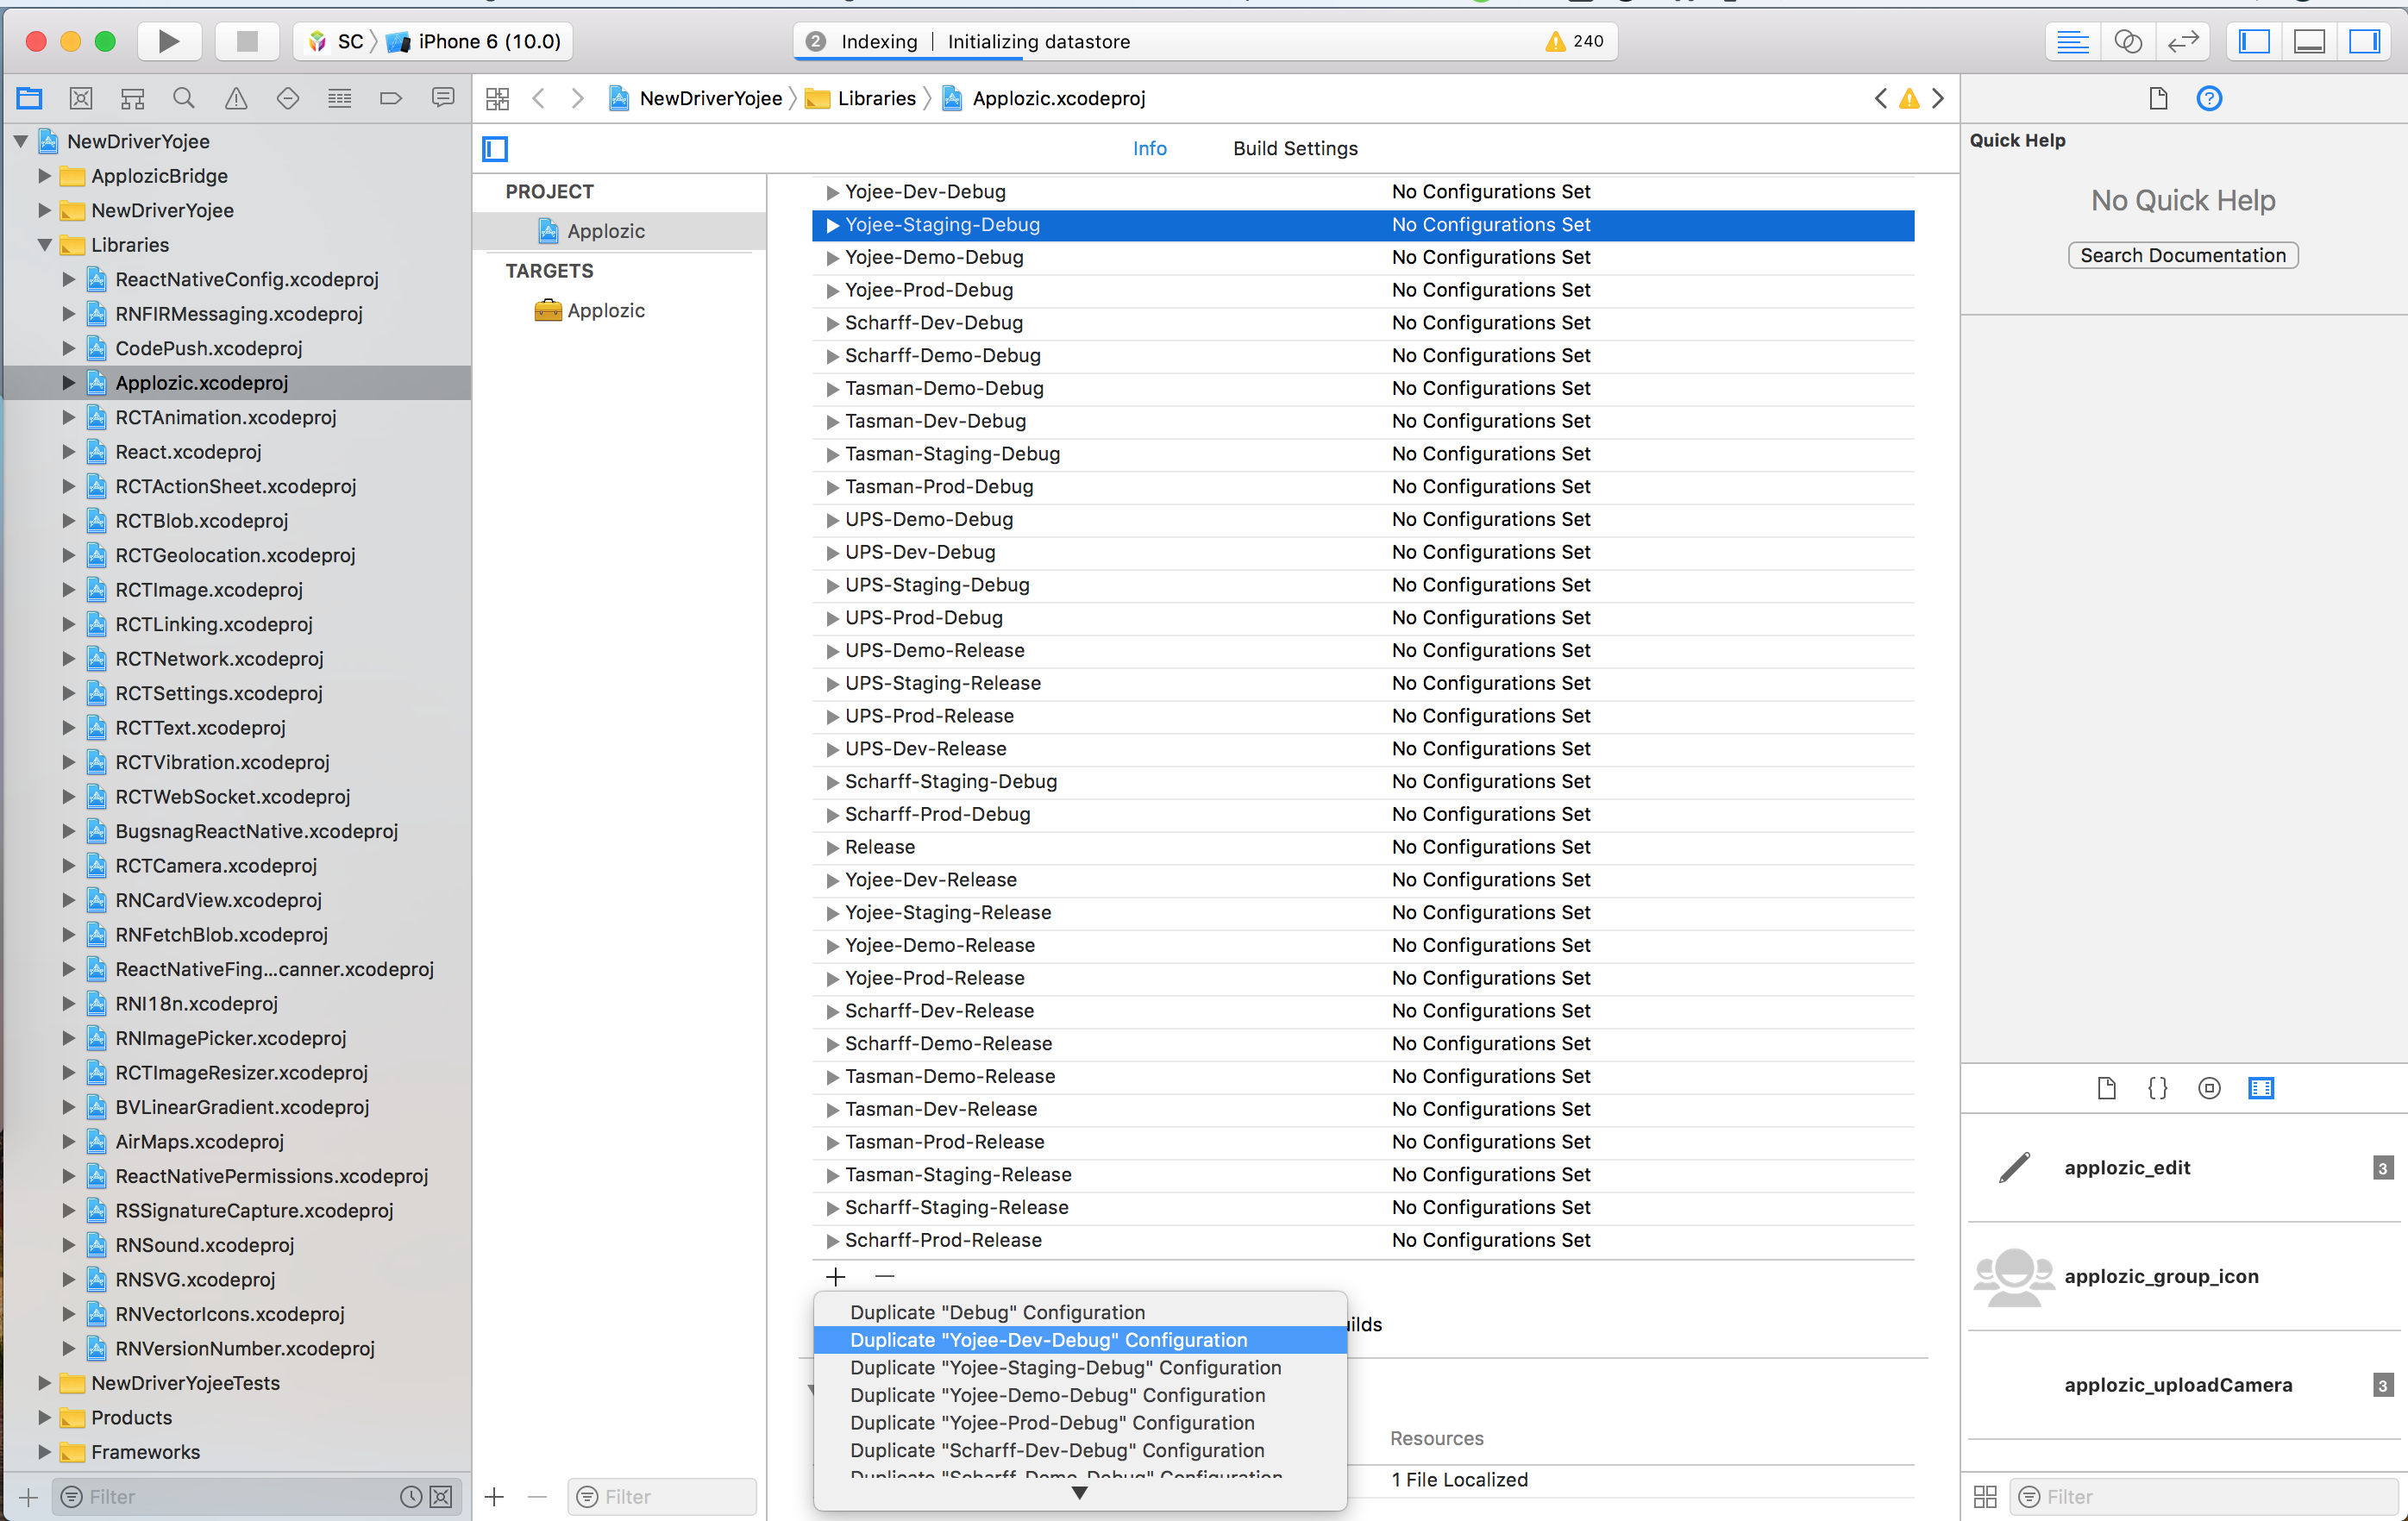 SC
iPhone 6 (10.0)
2 Indexing | Initializing datastore
240
NewDriverYojee
Libraries
Applozic.xcodeproj
NewDriverYojee
ApplozicBridge
NewDriverYojee
Libraries
ReactNativeConfig.xcodeproj
RNFIRMessaging.xcodeproj
CodePush.xcodeproj
Applozic.xcodeproj
RCTAnimation.xcodeproj
React.xcodeproj
RCTActionSheet.xcodeproj
RCTBlob.xcodeproj
RCTGeolocation.xcodeproj
RCTImage.xcodeproj
RCTLinking.xcodeproj
RCTNetwork.xcodeproj
RCTSettings.xcodeproj
RCTText.xcodeproj
RCTVibration.xcodeproj
RCTWebSocket.xcodeproj
BugsnagReactNative.xcodeproj
RCTCamera.xcodeproj
RNCardView.xcodeproj
RNFetchBlob.xcodeproj
ReactNativeFing...canner.xcodeproj
RNI18n.xcodeproj
RNImagePicker.xcodeproj
RCTImageResizer.xcodeproj
BVLinearGradient.xcodeproj
AirMaps.xcodeproj
ReactNativePermissions.xcodeproj
RSSignatureCapture.xcodeproj
RNSound.xcodeproj
RNSVG.xcodeproj
RNVectorIcons.xcodeproj
RNVersionNumber.xcodeproj
NewDriverYojeeTests
Products
Frameworks
Filter
Info
Build Settings
PROJECT
Applozic
TARGETS
Applozic
Filter
Yojee-Dev-Debug No Configurations Set
Yojee-Staging-Debug No Configurations Set
Yojee-Demo-Debug No Configurations Set
Yojee-Prod-Debug No Configurations Set
Scharff-Dev-Debug No Configurations Set
Scharff-Demo-Debug No Configurations Set
Tasman-Demo-Debug No Configurations Set
Tasman-Dev-Debug No Configurations Set
Tasman-Staging-Debug No Configurations Set
Tasman-Prod-Debug No Configurations Set
UPS-Demo-Debug No Configurations Set
UPS-Dev-Debug No Configurations Set
UPS-Staging-Debug No Configurations Set
UPS-Prod-Debug No Configurations Set
UPS-Demo-Release No Configurations Set
UPS-Staging-Release No Configurations Set
UPS-Prod-Release No Configurations Set
UPS-Dev-Release No Configurations Set
Scharff-Staging-Debug No Configurations Set
Scharff-Prod-Debug No Configurations Set
Release No Configurations Set
Yojee-Dev-Release No Configurations Set
Yojee-Staging-Release No Configurations Set
Yojee-Demo-Release No Configurations Set
Yojee-Prod-Release No Configurations Set
Scharff-Dev-Release No Configurations Set
Scharff-Demo-Release No Configurations Set
Tasman-Demo-Release No Configurations Set
Tasman-Dev-Release No Configurations Set
Tasman-Prod-Release No Configurations Set
Tasman-Staging-Release No Configurations Set
Scharff-Staging-Release No Configurations Set
Scharff-Prod-Release No Configurations Set
Duplicate "Debug" Configuration
Duplicate "Yojee-Dev-Debug" Configuration
Duplicate "Yojee-Staging-Debug" Configuration
Duplicate "Yojee-Demo-Debug" Configuration
Duplicate "Yojee-Prod-Debug" Configuration
Duplicate "Scharff-Dev-Debug" Configuration
Duplicate "Scharff-Demo-Debug" Configuration
Resources
1 File Localized
Quick Help
No Quick Help
Search Documentation
applozic_edit 3
applozic_group_icon
applozic_uploadCamera 3
Filter